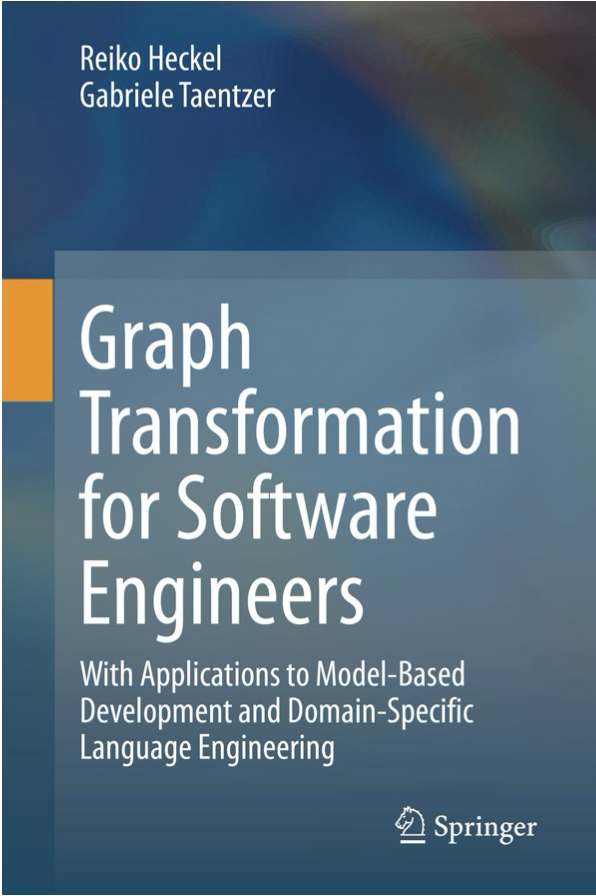 Reiko Heckel
Gabriele Taentzer
Graph
Transformation
for Software
Engineers
With Applications to Model-Based
Development and Domain-Specific
Language Engineering
Springer